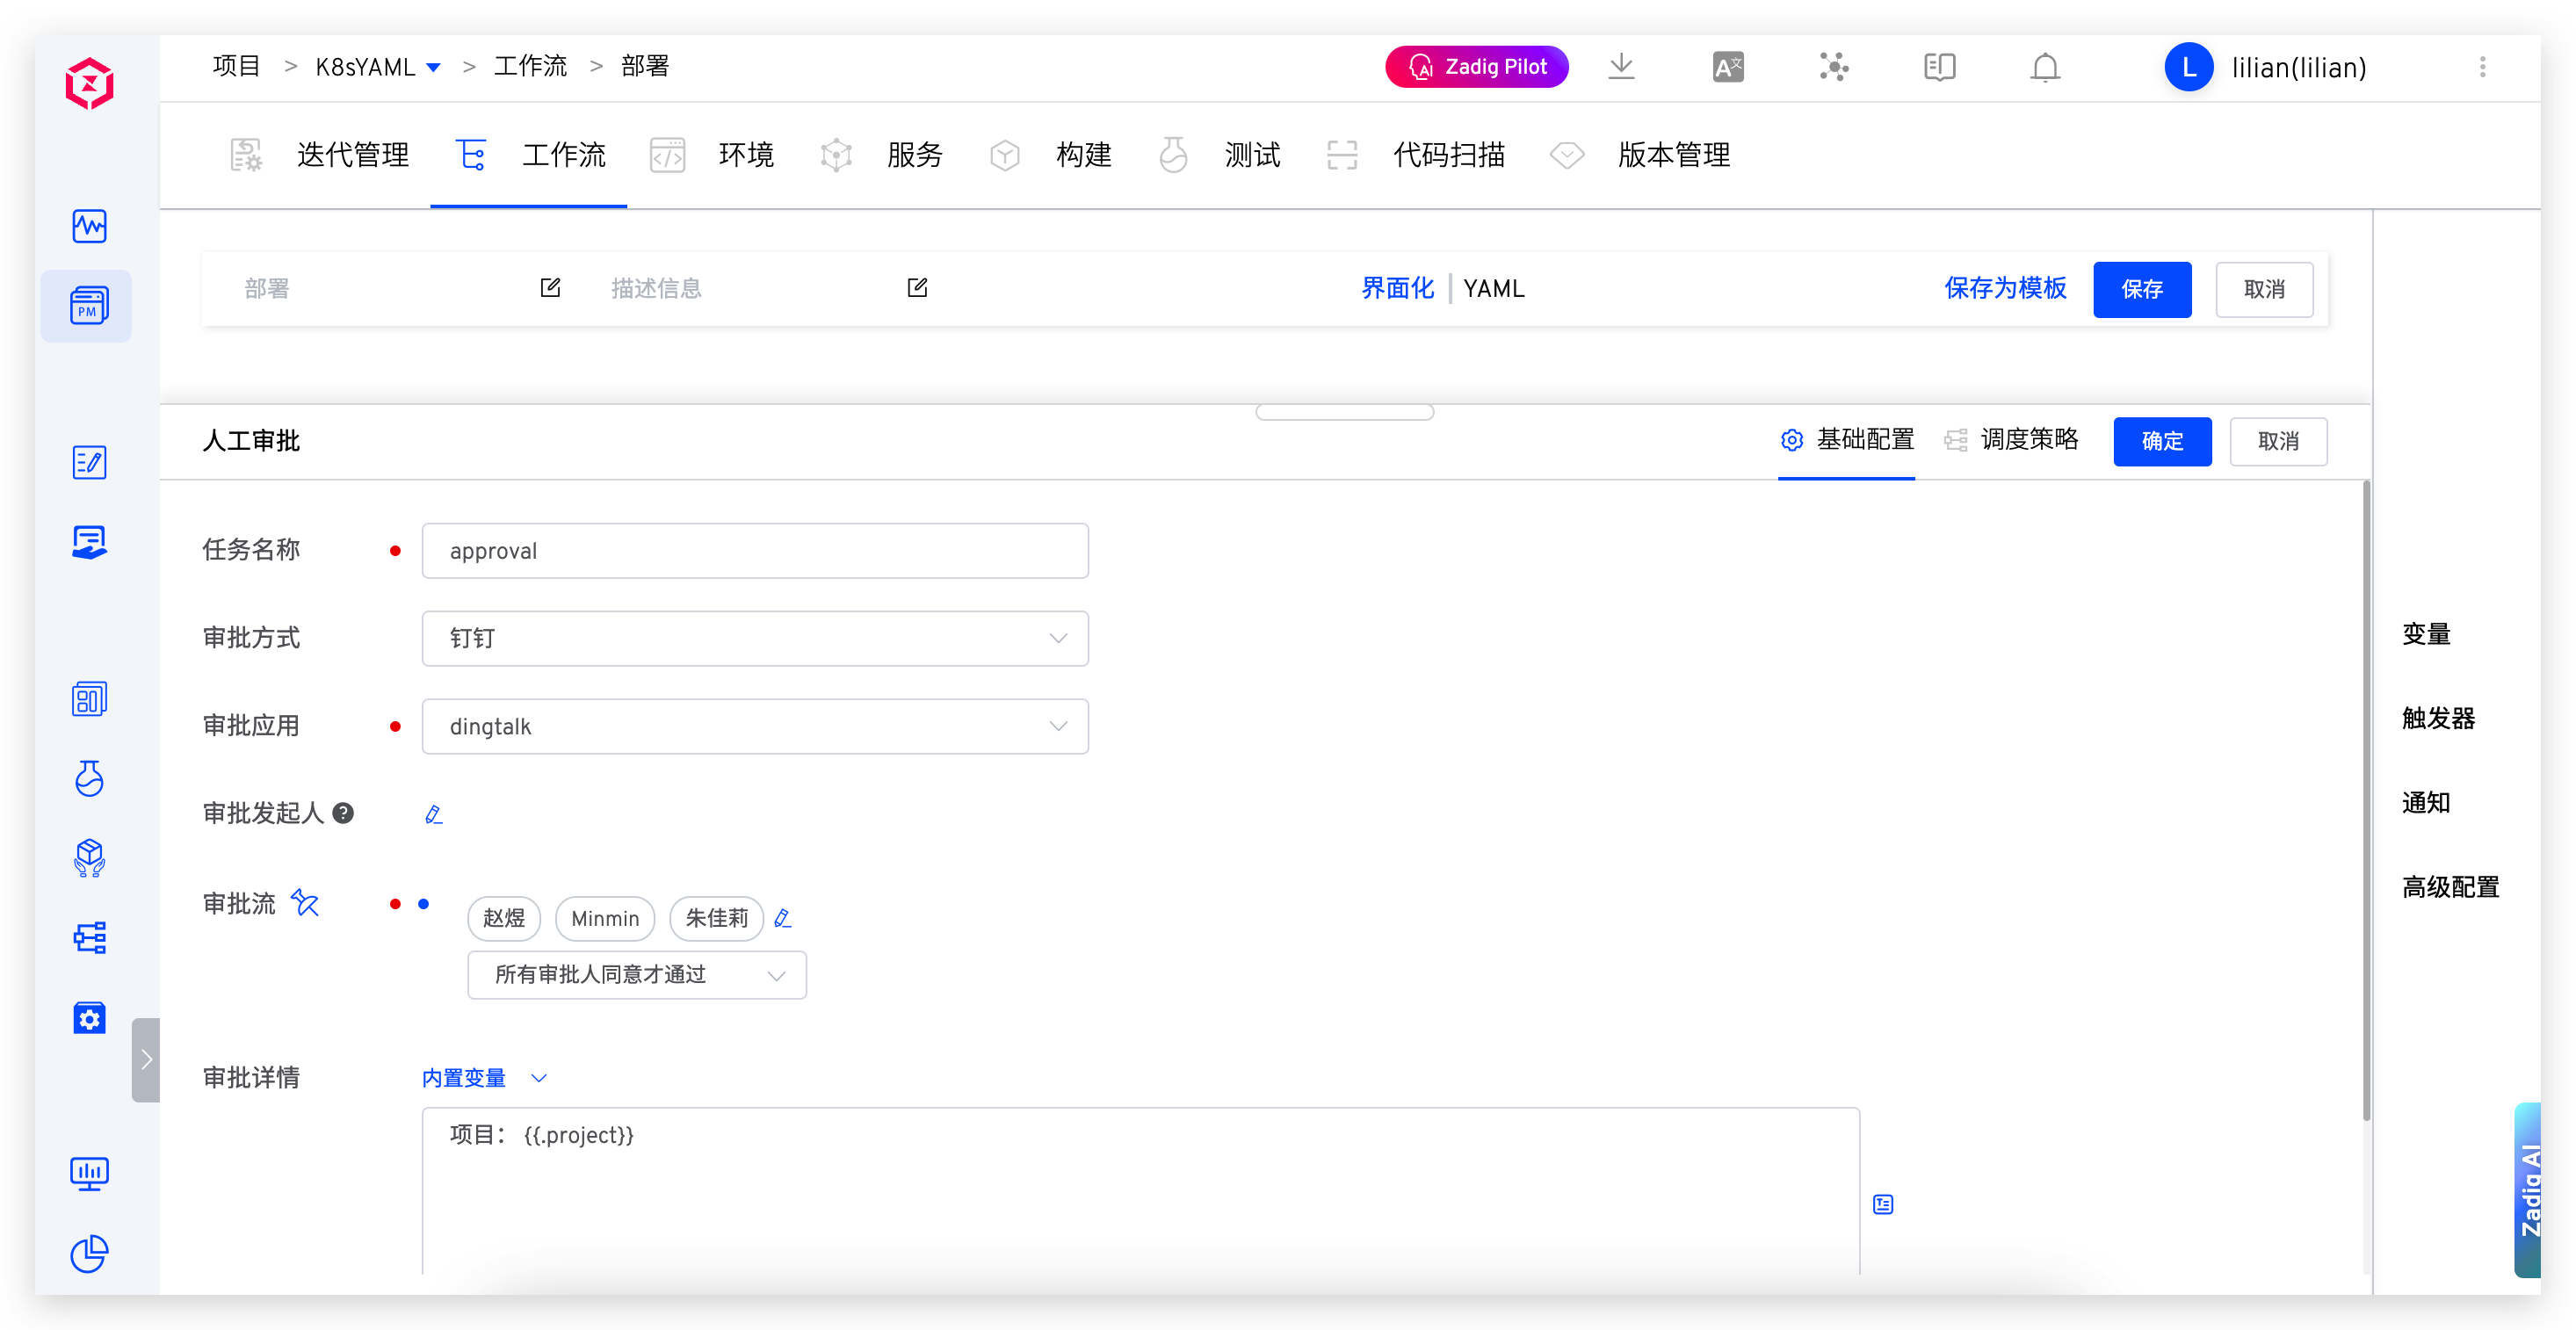 项目 > K8sYAML > 工作流 > 部署
Zadig Pilot
L lilian(lilian)
迭代管理 工作流 环境 服务 构建 测试 代码扫描 版本管理
PM
部署 描述信息 界面化 YAML 保存为模板 保存 取消
人工审批 基础配置 调度策略 确定 取消
任务名称 approval
审批方式 钉钉
审批应用 dingtalk
审批发起人 ?
审批流 赵煜 Minmin 朱佳莉
所有审批人同意才通过
审批详情 内置变量
项目： {{.project}}
变量
触发器
通知
高级配置
Zadig AI